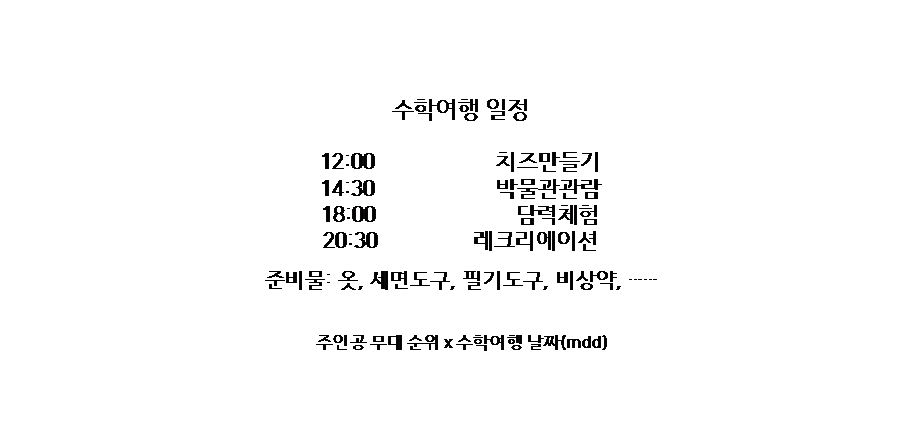 수학여행 일정
12:00 치즈만들기
14:30 박물관관람
18:00 담력체험
20:30 레크리에이션
준비물: 옷, 세면도구, 필기도구, 비상약, ……
주인공 무대 순위 x 수학여행 날짜(mdd)